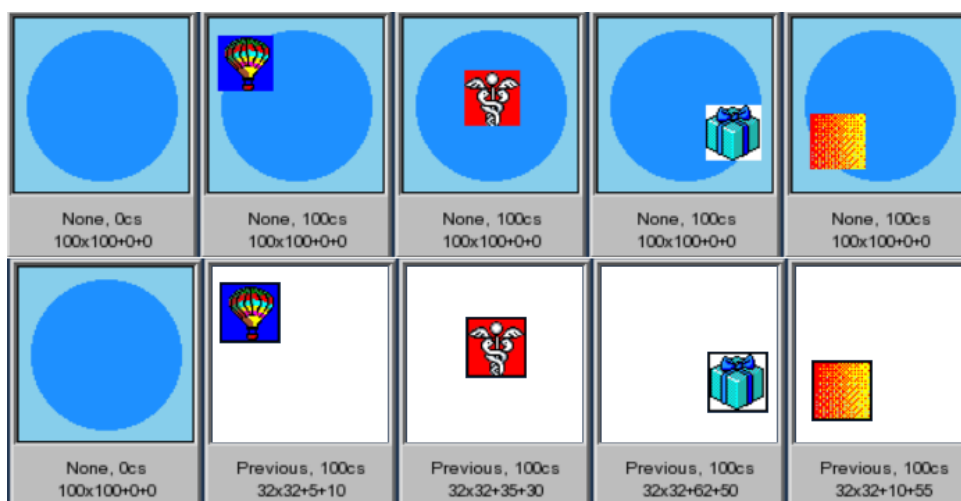 None, 0cs
100x100+0+0
None, 100cs
100x100+0+0
None, 100cs
100x100+0+0
None, 100cs
100x100+0+0
None, 100cs
100x100+0+0
None, 0cs
100x100+0+0
Previous, 100cs
32x32+5+10
Previous, 100cs
32x32+35+30
Previous, 100cs
32x32+62+50
Previous, 100cs
32x32+10+55